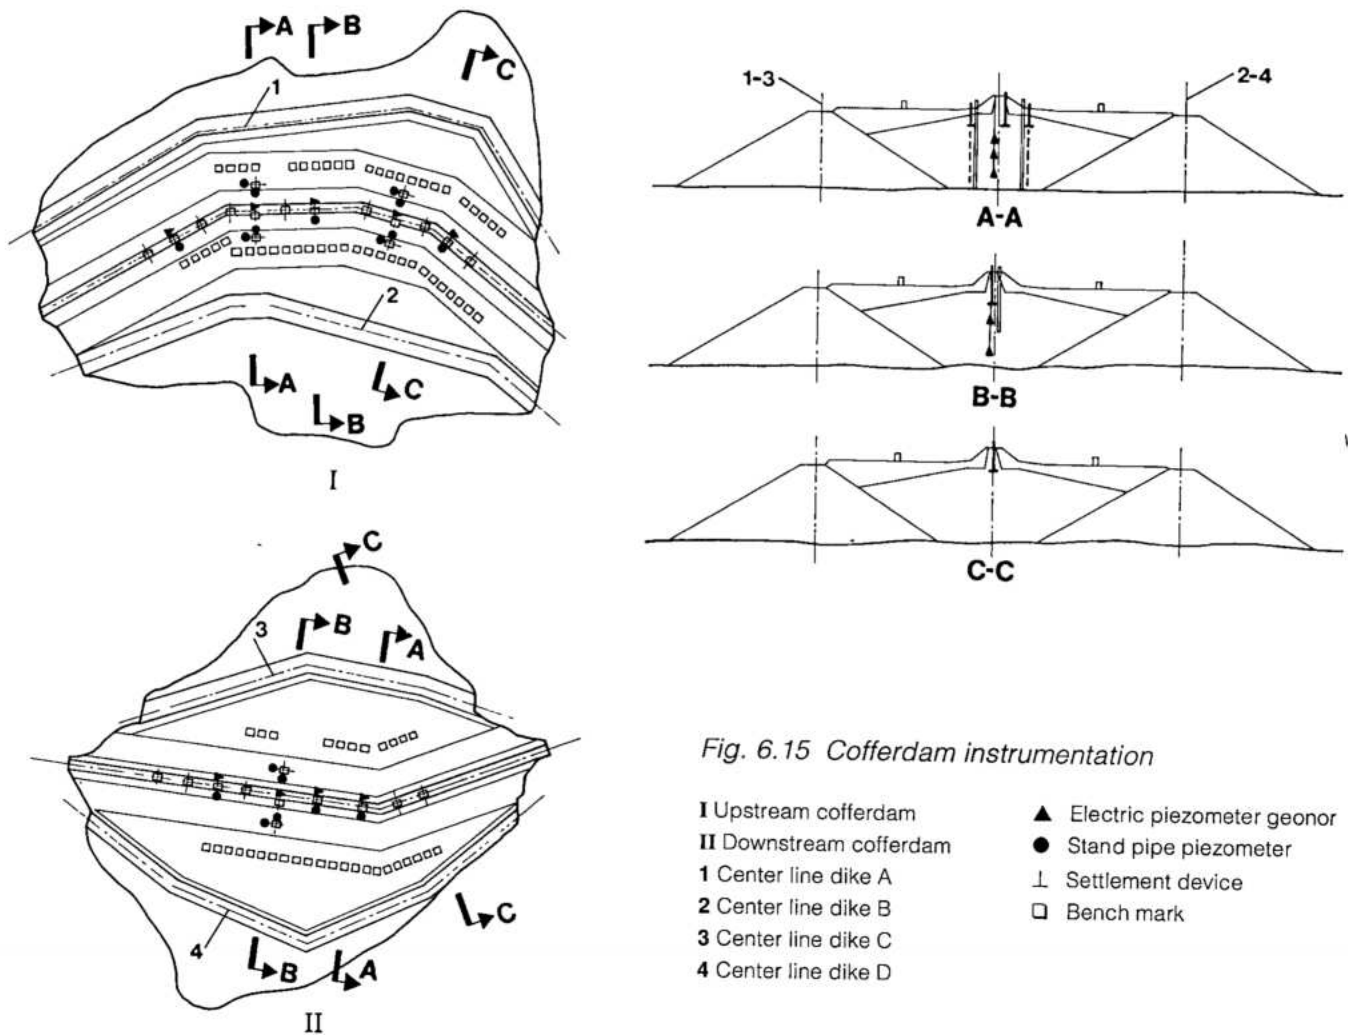 A
B
C
1
2
A
B
C
I
C
B
A
3
4
B
A
C
II
1-3
2-4
A-A
B-B
C-C
Fig. 6.15 Cofferdam instrumentation
I Upstream cofferdam
II Downstream cofferdam
1 Center line dike A
2 Center line dike B
3 Center line dike C
4 Center line dike D
▲ Electric piezometer geonor
● Stand pipe piezometer
⊥ Settlement device
□ Bench mark